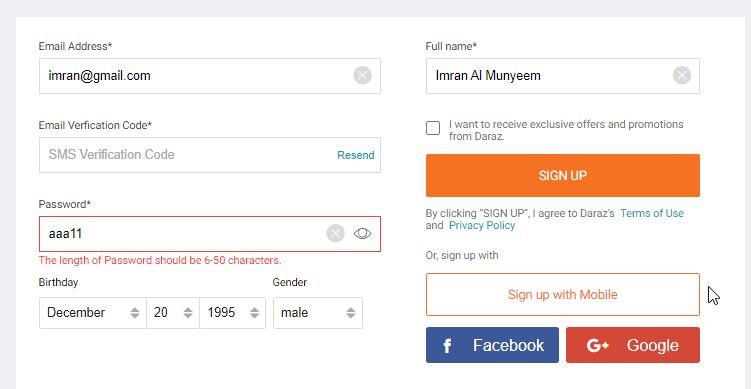 Email Address*
imran@gmail.com
Email Verfication Code*
SMS Verification Code Resend
Password*
aaa11
The length of Password should be 6-50 characters.
Birthday Gender
December 20 1995 male
Full name*
Imran Al Munyeem
I want to receive exclusive offers and promotions
from Daraz.
SIGN UP
By clicking "SIGN UP", I agree to Daraz's Terms of Use
and Privacy Policy
Or, sign up with
Sign up with Mobile
f Facebook G+ Google